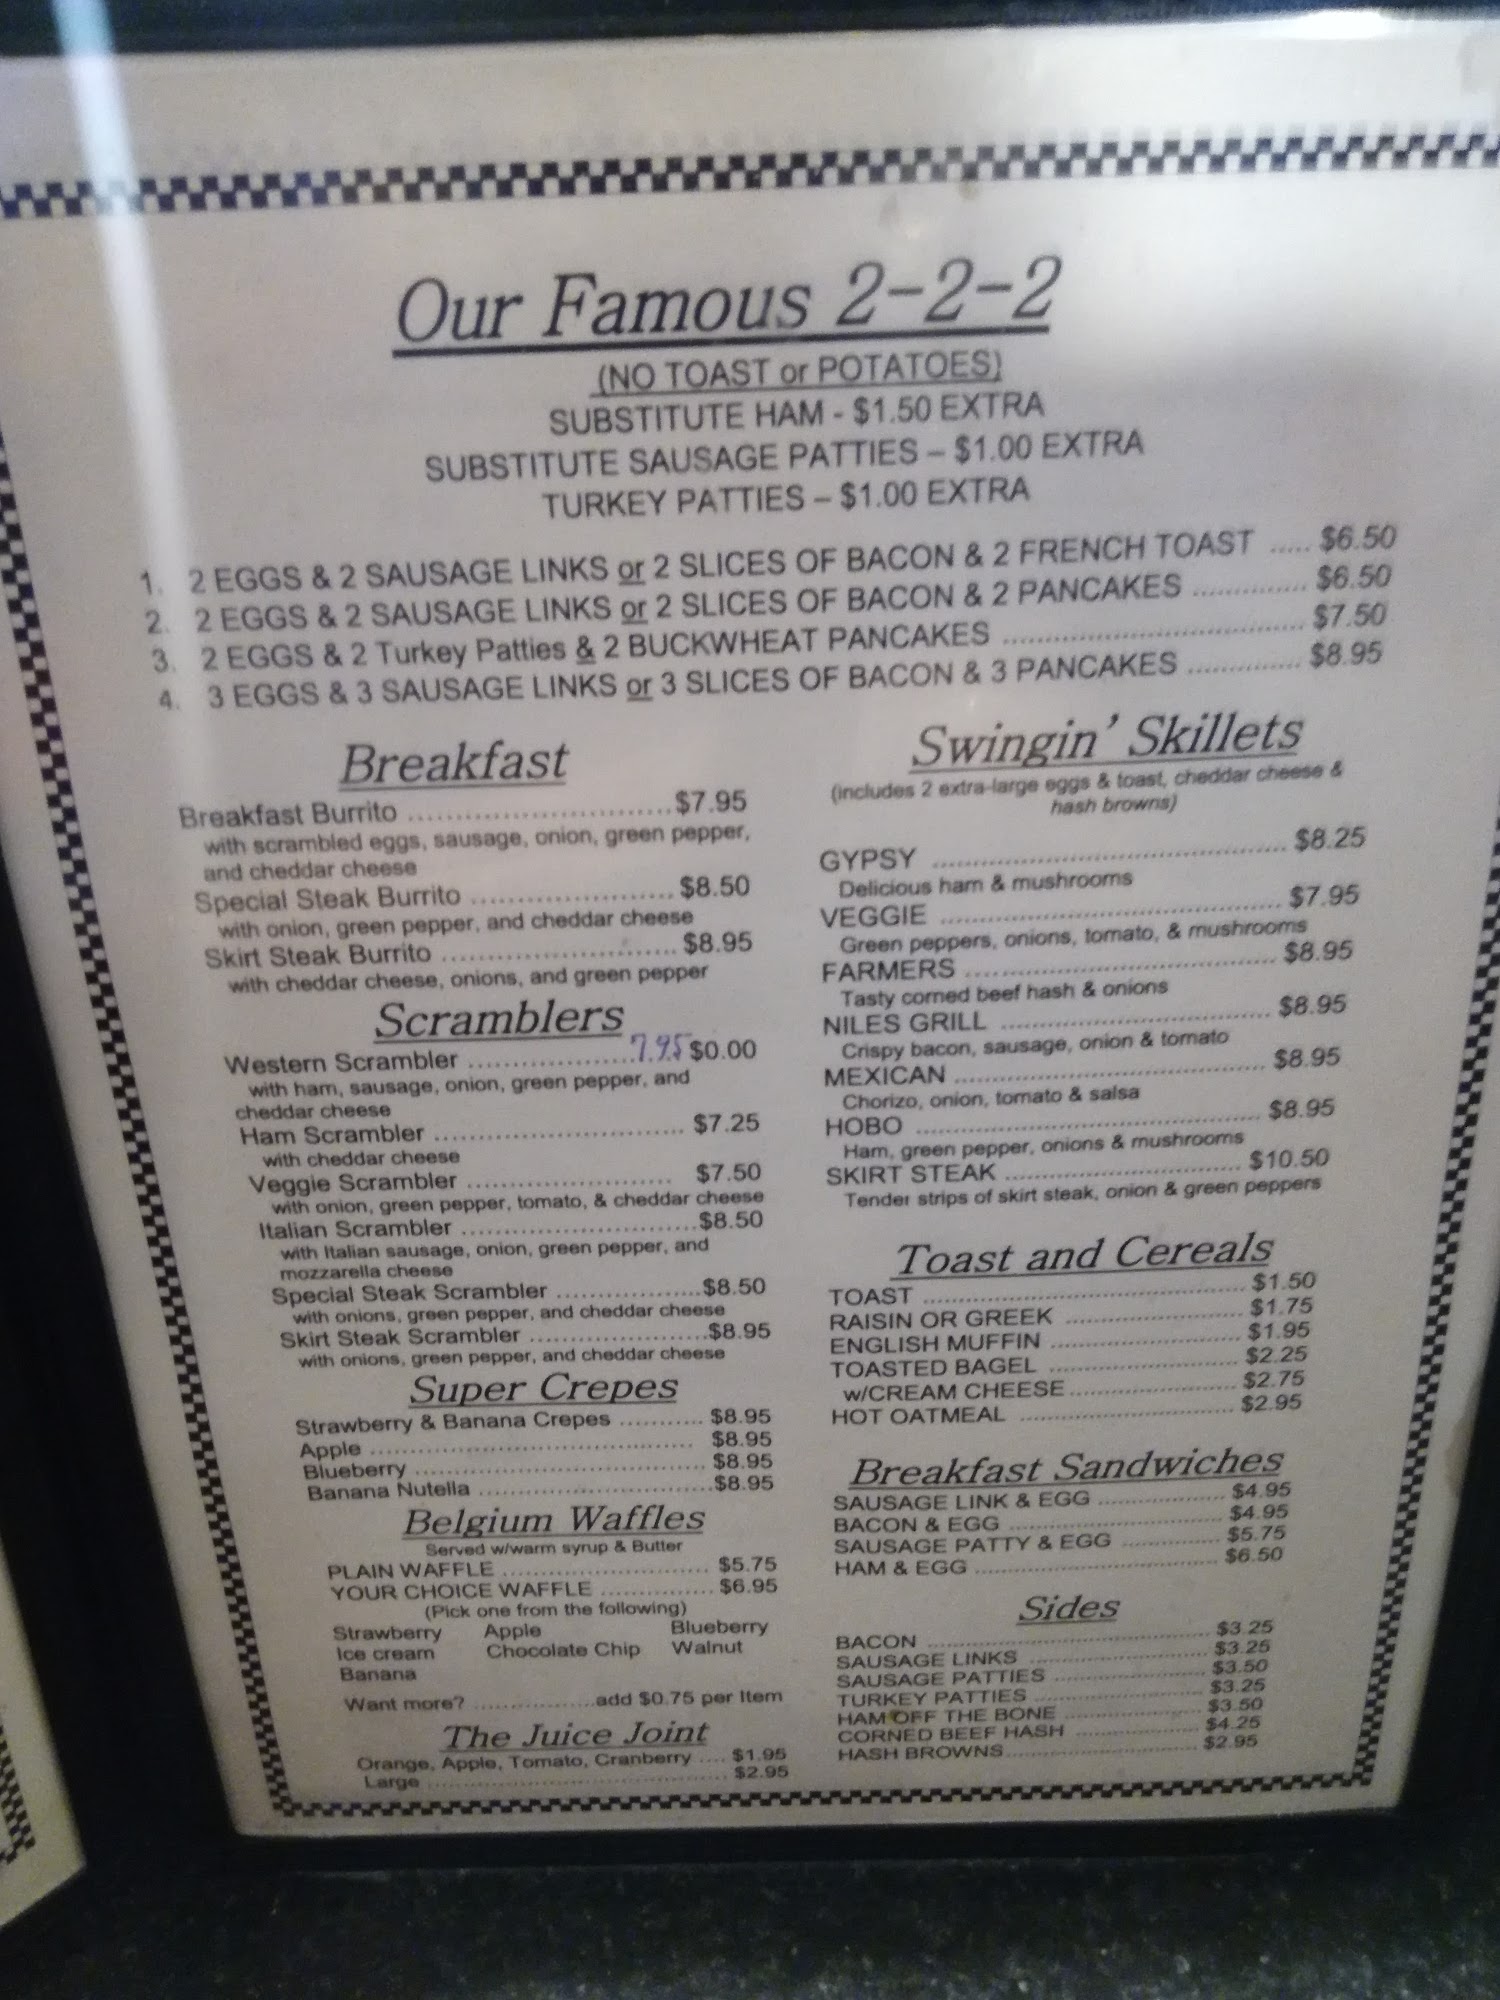 Our Famous 2-2-2
(NO TOAST or POTATOES)
SUBSTITUTE HAM - $1.50 EXTRA
SUBSTITUTE SAUSAGE PATTIES – $1.00 EXTRA
TURKEY PATTIES – $1.00 EXTRA
1. 2 EGGS & 2 SAUSAGE LINKS or 2 SLICES OF BACON & 2 FRENCH TOAST ..... $6.50
2. 2 EGGS & 2 SAUSAGE LINKS or 2 SLICES OF BACON & 2 PANCAKES ............... $6.50
3. 2 EGGS & 2 Turkey Patties & 2 BUCKWHEAT PANCAKES ............... $7.50
4. 3 EGGS & 3 SAUSAGE LINKS or 3 SLICES OF BACON & 3 PANCAKES ............... $8.95
Breakfast
Breakfast Burrito ............... $7.95
with scrambled eggs, sausage, onion, green pepper,
and cheddar cheese
Special Steak Burrito ............... $8.50
with onion, green pepper, and cheddar cheese
Skirt Steak Burrito ............... $8.95
with cheddar cheese, onions, and green pepper
Scramblers
Western Scrambler ............... 7.95 $0.00
with ham, sausage, onion, green pepper, and
cheddar cheese
Ham Scrambler ............... $7.25
with cheddar cheese
Veggie Scrambler ............... $7.50
with onion, green pepper, tomato, & cheddar cheese
Italian Scrambler ............... $8.50
with Italian sausage, onion, green pepper, and
mozzarella cheese
Special Steak Scrambler ............... $8.50
with onions, green pepper, and cheddar cheese
Skirt Steak Scrambler ............... $8.95
with onions, green pepper, and cheddar cheese
Super Crepes
Strawberry & Banana Crepes ........... $8.95
Apple ............... $8.95
Blueberry ............... $8.95
Banana Nutella ............... $8.95
Belgium Waffles
Served w/warm syrup & Butter
PLAIN WAFFLE ............... $5.75
YOUR CHOICE WAFFLE ............... $6.95
(Pick one from the following)
Strawberry Apple Blueberry
Ice cream Chocolate Chip Walnut
Banana
Want more? ............... add $0.75 per Item
The Juice Joint
Orange, Apple, Tomato, Cranberry .... $1.95
Large ............... $2.95
Swingin' Skillets
(includes 2 extra-large eggs & toast, cheddar cheese &
hash browns)
GYPSY ............... $8.25
Delicious ham & mushrooms
VEGGIE ............... $7.95
Green peppers, onions, tomato, & mushrooms
FARMERS ............... $8.95
Tasty corned beef hash & onions
NILES GRILL ............... $8.95
Crispy bacon, sausage, onion & tomato
MEXICAN ............... $8.95
Chorizo, onion, tomato & salsa
HOBO ............... $8.95
Ham, green pepper, onions & mushrooms
SKIRT STEAK ............... $10.50
Tender strips of skirt steak, onion & green peppers
Toast and Cereals
TOAST ............... $1.50
RAISIN OR GREEK ............... $1.75
ENGLISH MUFFIN ............... $1.95
TOASTED BAGEL ............... $2.25
w/CREAM CHEESE ............... $2.75
HOT OATMEAL ............... $2.95
Breakfast Sandwiches
SAUSAGE LINK & EGG ............... $4.95
BACON & EGG ............... $4.95
SAUSAGE PATTY & EGG ............... $5.75
HAM & EGG ............... $6.50
Sides
BACON ............... $3.25
SAUSAGE LINKS ............... $3.25
SAUSAGE PATTIES ............... $3.50
TURKEY PATTIES ............... $3.25
HAM OFF THE BONE ............... $3.50
CORNED BEEF HASH ............... $4.25
HASH BROWNS ............... $2.95